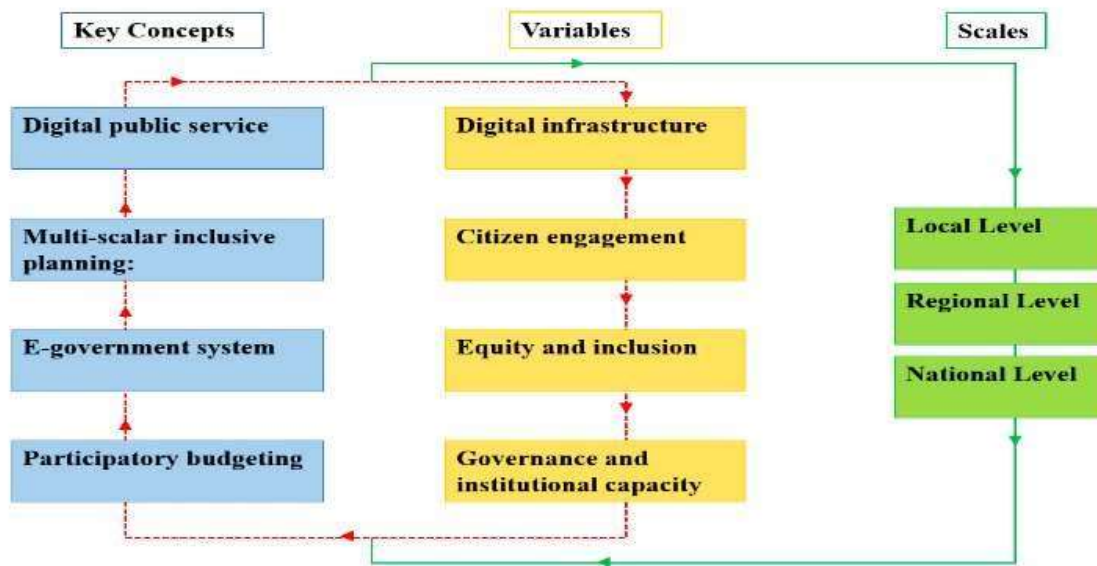 Key Concepts
Variables
Scales
Digital public service
Digital infrastructure
Multi-scalar inclusive
planning:
Citizen engagement
Local Level
Regional Level
E-government system
Equity and inclusion
National Level
Participatory budgeting
Governance and
institutional capacity